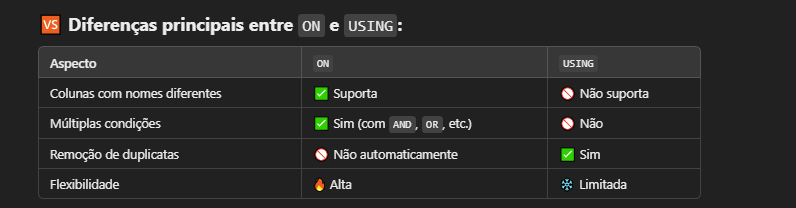 🆚 Diferenças principais entre ON e USING:
Aspecto ON USING
Colunas com nomes diferentes ✅ Suporta 🚫 Não suporta
Múltiplas condições ✅ Sim (com AND, OR, etc.) 🚫 Não
Remoção de duplicatas 🚫 Não automaticamente ✅ Sim
Flexibilidade 🔥 Alta ❄️ Limitada